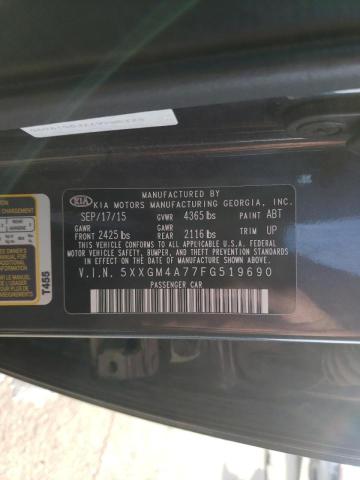 MANUFACTURED BY
KIA KIA MOTORS MANUFACTURING GEORGIA, INC.
SEP/17/15 GVWR 4365 lbs PAINT ABT
GAWR FRONT 2425 lbs GAWR REAR 2116 lbs TRIM UP
THIS VEHICLE CONFORMS TO ALL APPLICABLE U.S.A. FEDERAL
MOTOR VEHICLE SAFETY, BUMPER, AND THEFT PREVENTION STANDARDS
IN EFFECT ON THE DATE OF MANUFACTURE SHOWN ABOVE.
V.I.N. 5XXGM4A77FG519690
PASSENGER CAR
T455